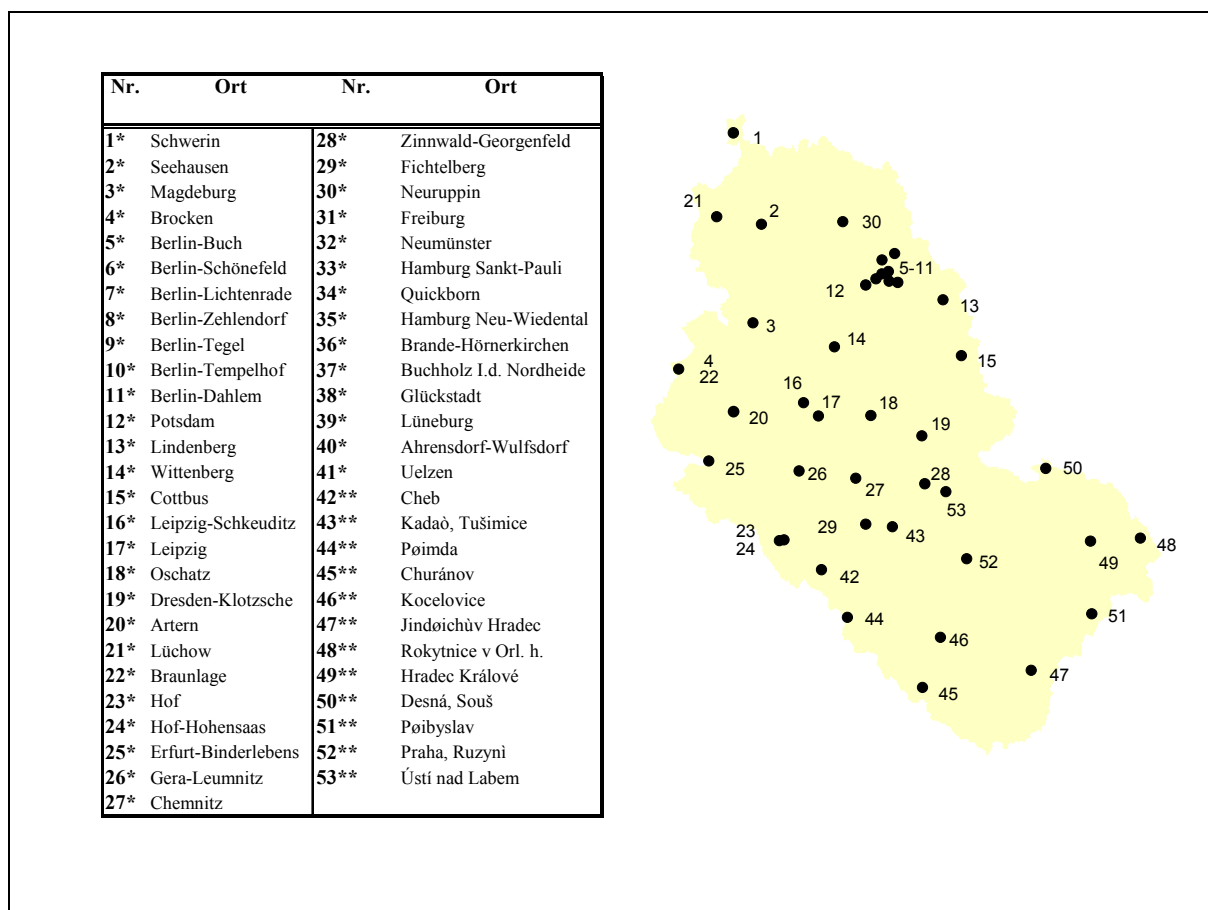 Nr. Ort Nr. Ort
1* Schwerin 28* Zinnwald-Georgenfeld
2* Seehausen 29* Fichtelberg
3* Magdeburg 30* Neuruppin
4* Brocken 31* Freiburg
5* Berlin-Buch 32* Neumünster
6* Berlin-Schönefeld 33* Hamburg Sankt-Pauli
7* Berlin-Lichtenrade 34* Quickborn
8* Berlin-Zehlendorf 35* Hamburg Neu-Wiedental
9* Berlin-Tegel 36* Brande-Hörnerkirchen
10* Berlin-Tempelhof 37* Buchholz I.d. Nordheide
11* Berlin-Dahlem 38* Glückstadt
12* Potsdam 39* Lüneburg
13* Lindenberg 40* Ahrensdorf-Wulfsdorf
14* Wittenberg 41* Uelzen
15* Cottbus 42** Cheb
16* Leipzig-Schkeuditz 43** Kadaò, Tušimice
17* Leipzig 44** Pøimda
18* Oschatz 45** Churánov
19* Dresden-Klotzsche 46** Kocelovice
20* Artern 47** Jindøichùv Hradec
21* Lüchow 48** Rokytnice v Orl. h.
22* Braunlage 49** Hradec Králové
23* Hof 50** Desná, Souš
24* Hof-Hohensaas 51** Pøibyslav
25* Erfurt-Binderlebens 52** Praha, Ruzynì
26* Gera-Leumnitz 53** Ústí nad Labem
27* Chemnitz
1
21 2 30
5-11
12
13
3
14
15
4
22
16
17 18
20
19
25 26 27 28 50
53
23 29 43
24
48
49
52
42
44
51
46
47
45